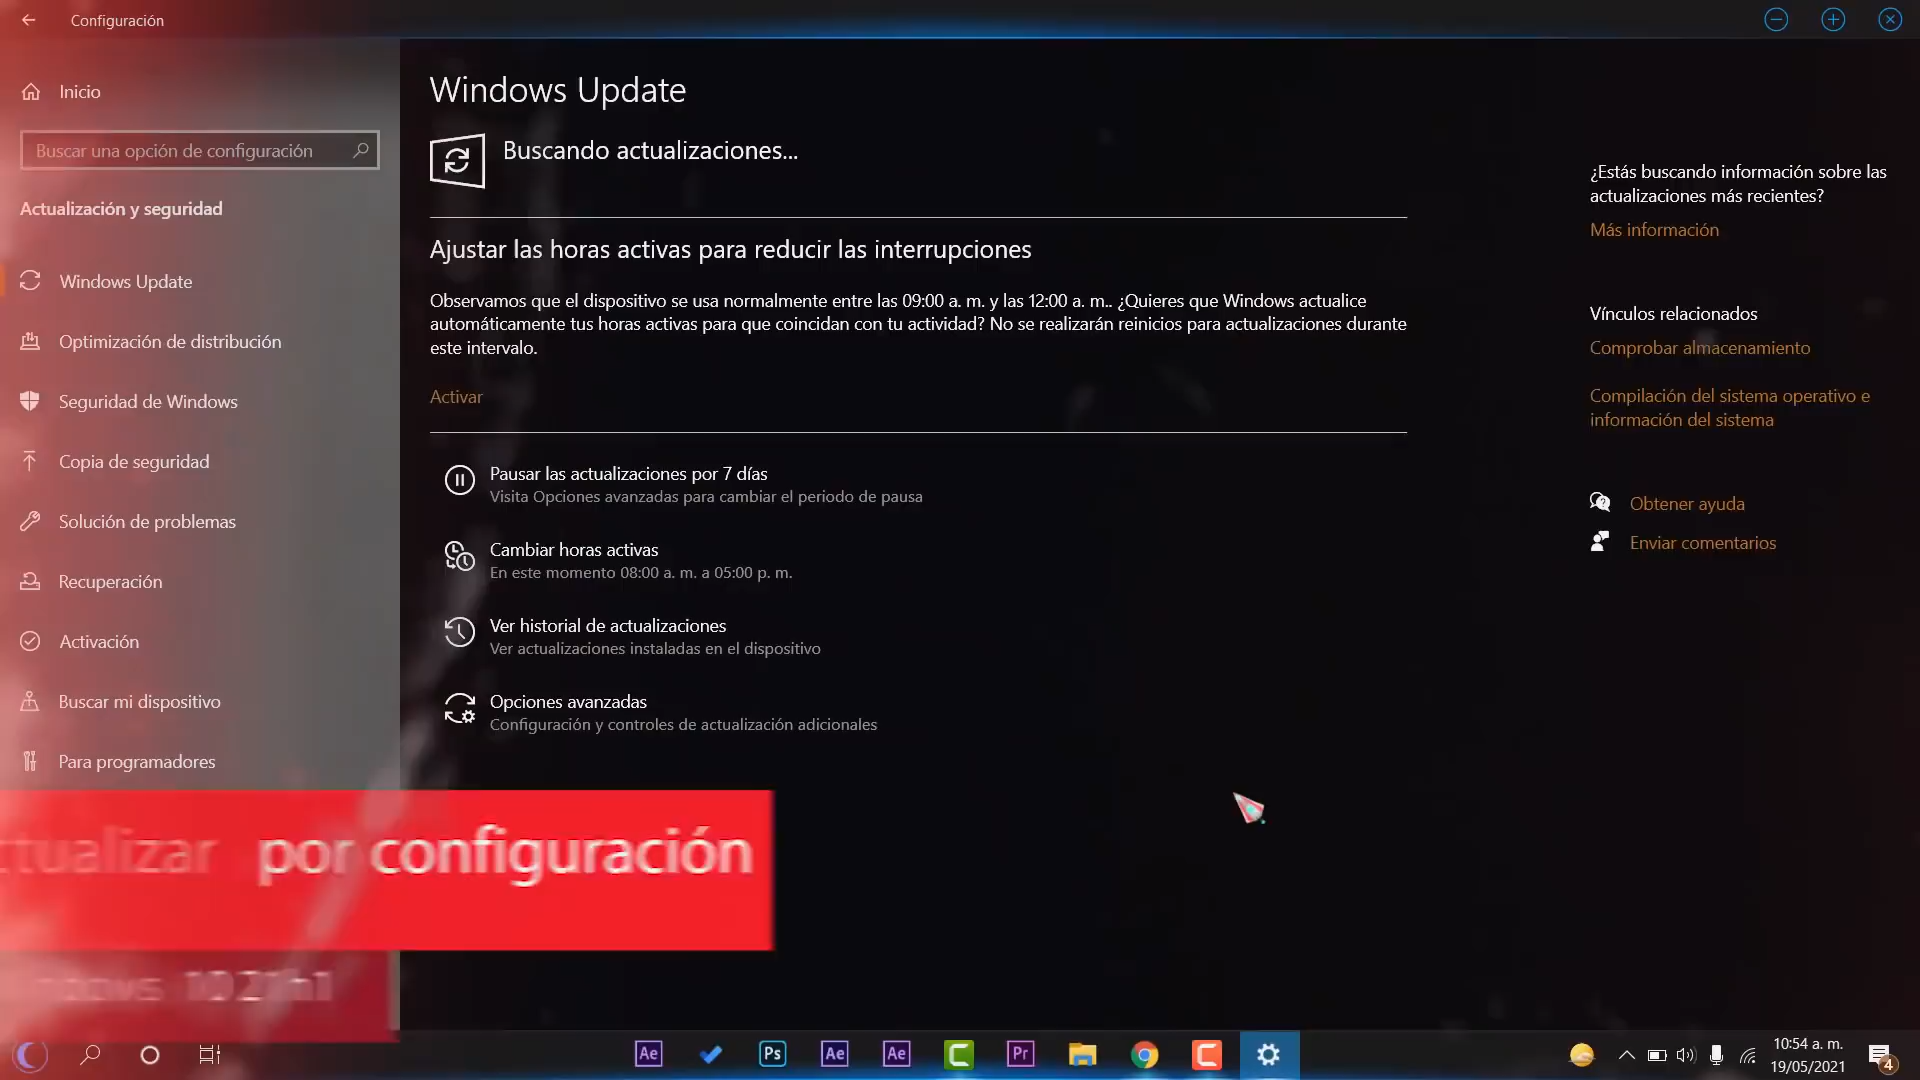 Configuración
Inicio
Buscar una opción de configuración
Actualización y seguridad
Windows Update
Optimización de distribución
Seguridad de Windows
Copia de seguridad
Solución de problemas
Recuperación
Activación
Buscar mi dispositivo
Para programadores
Windows Update
Buscando actualizaciones...
Ajustar las horas activas para reducir las interrupciones
Observamos que el dispositivo se usa normalmente entre las 09:00 a. m. y las 12:00 a. m.. ¿Quieres que Windows actualice
automáticamente tus horas activas para que coincidan con tu actividad? No se realizarán reinicios para actualizaciones durante
este intervalo.
Activar
Pausar las actualizaciones por 7 días
Visita Opciones avanzadas para cambiar el periodo de pausa
Cambiar horas activas
En este momento 08:00 a. m. a 05:00 p. m.
Ver historial de actualizaciones
Ver actualizaciones instaladas en el dispositivo
Opciones avanzadas
Configuración y controles de actualización adicionales
¿Estás buscando información sobre las
actualizaciones más recientes?
Más información
Vínculos relacionados
Comprobar almacenamiento
Compilación del sistema operativo e
información del sistema
Obtener ayuda
Enviar comentarios
ctualizar por configuración
Ae Ps Ae Ae Pr
10:54 a. m.
19/05/2021
4